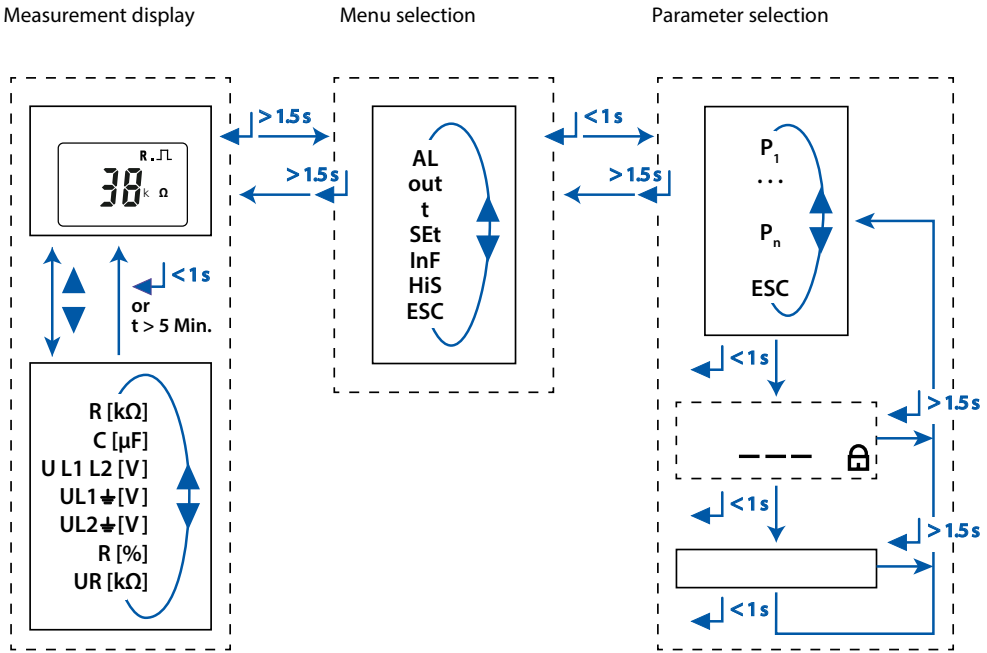 Measurement display
Menu selection
Parameter selection
R.⎍
38 k Ω
> 1.5 s
> 1.5 s
< 1 s
or
t > 5 Min.
R [kΩ]
C [µF]
U L1 L2 [V]
UL1⏚[V]
UL2⏚[V]
R [%]
UR [kΩ]
AL
out
t
SEt
InF
HiS
ESC
< 1 s
> 1.5 s
P1
...
Pn
ESC
< 1 s
> 1.5 s
– – –
< 1 s
> 1.5 s
< 1 s